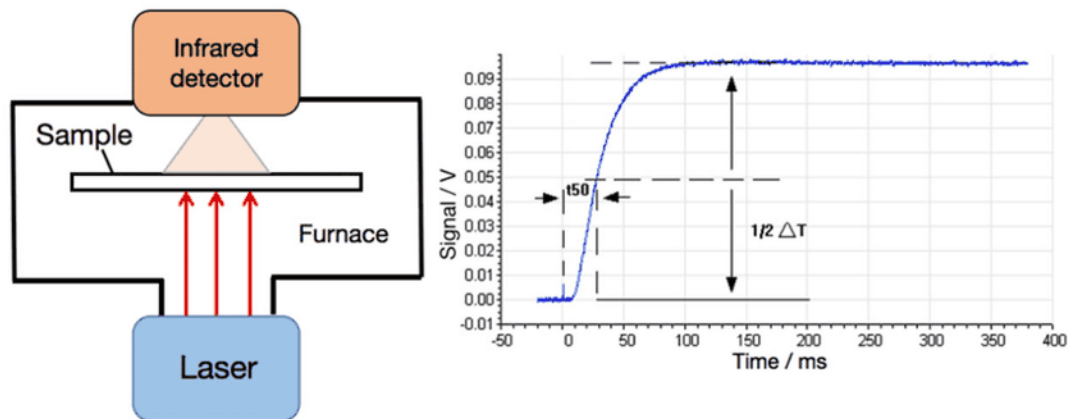 Infrared
detector
Sample
Furnace
Laser
Signal / V
0.09
0.08
0.07
0.06
0.05
0.04
0.03
0.02
0.01
0.00
-0.01
t50
1/2 △T
-50 0 50 100 150 200 250 300 350 400
Time / ms